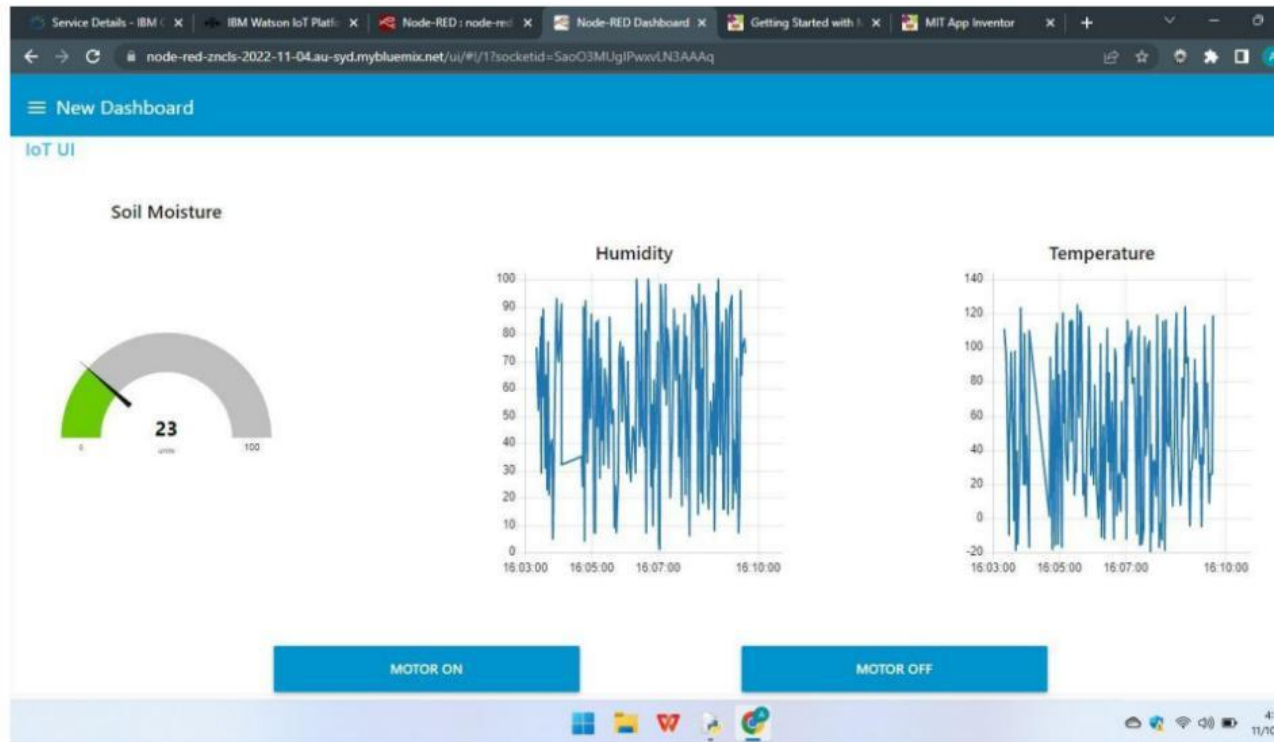 Service Details - IBM C
IBM Watson IoT Platf
Node-RED : node-red
Node-RED Dashboard
Getting Started with
MIT App Inventor
node-red-zncls-2022-11-04.au-syd.mybluemix.net/ui/#!/1?socketid=
New Dashboard
IoT UI
Soil Moisture
23
units
0
100
Humidity
100
90
80
70
60
50
40
30
20
10
0
16:03:00 16:05:00 16:07:00 16:10:00
Temperature
140
120
100
80
60
40
20
0
-20
16:03:00 16:05:00 16:07:00 16:10:00
MOTOR ON
MOTOR OFF
11/10